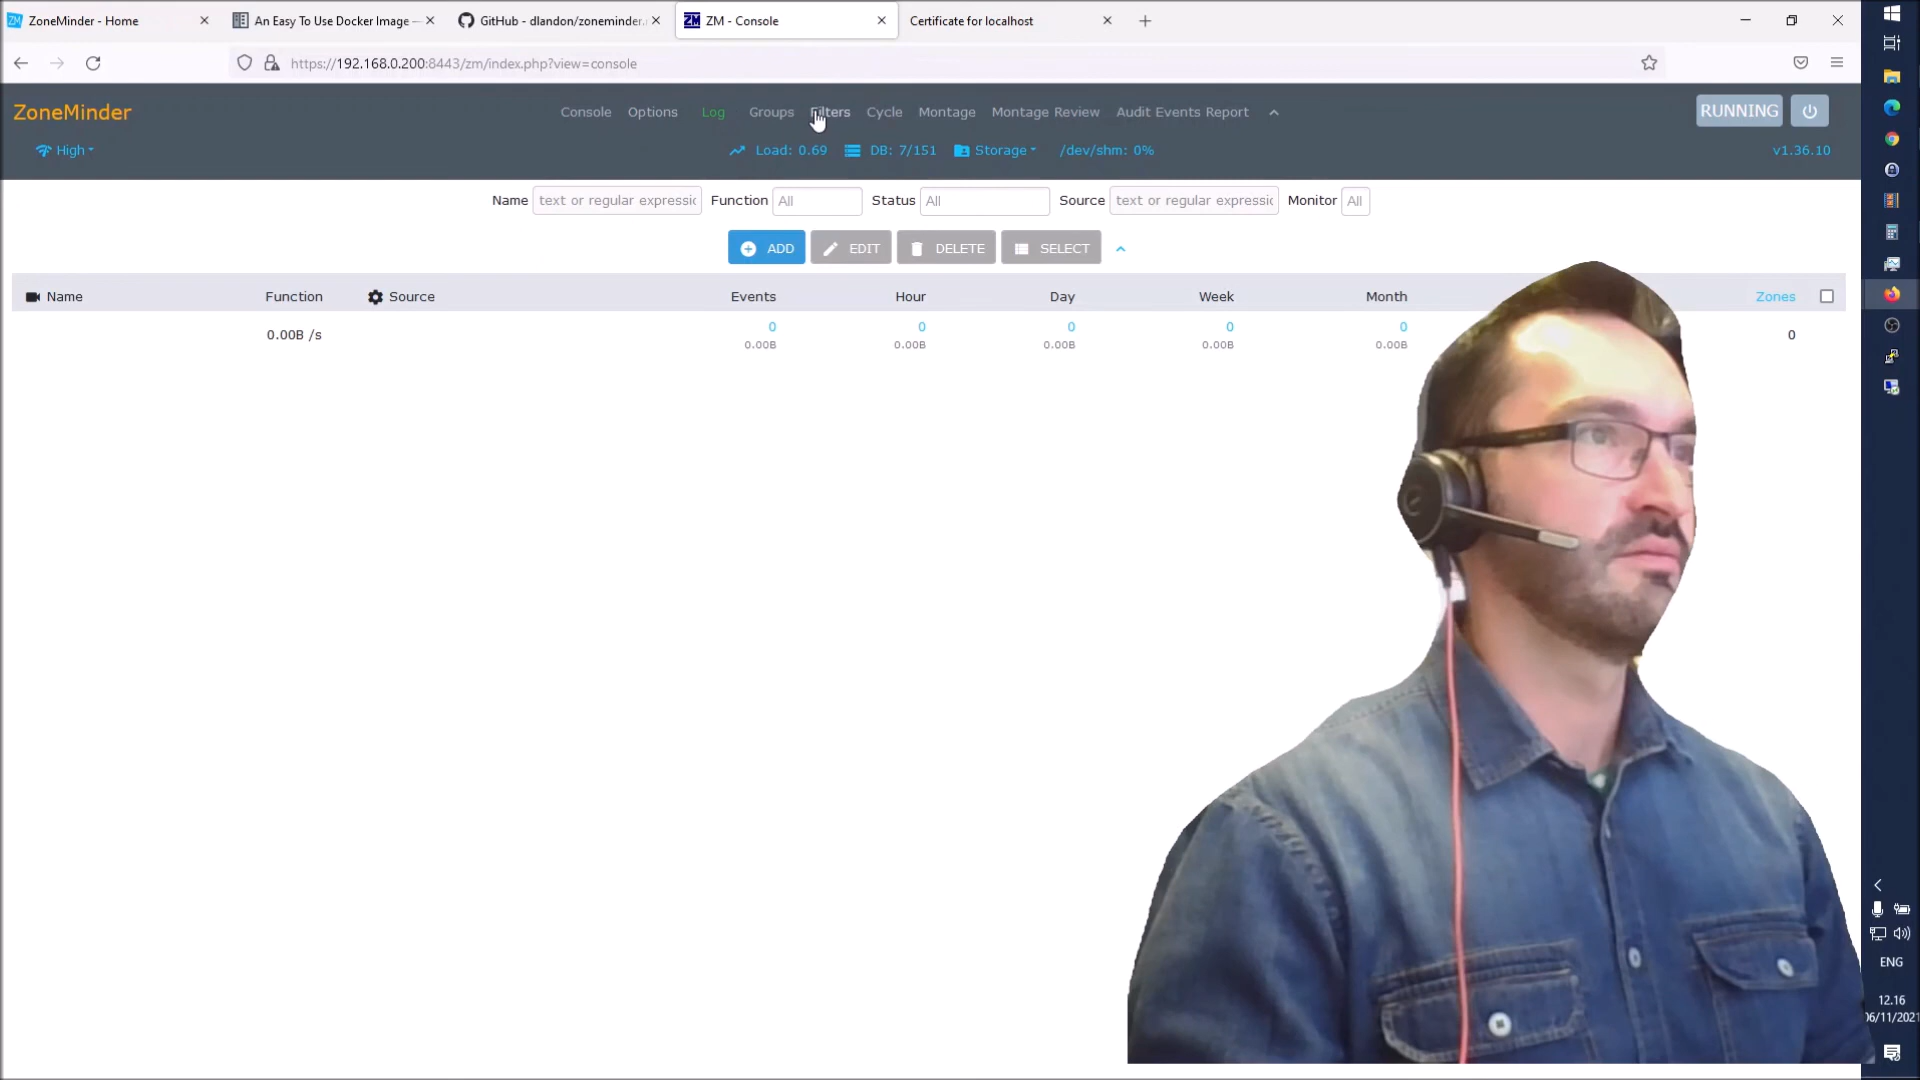 ZoneMinder - Home
An Easy To Use Docker Image —
GitHub - dlandon/zoneminder.
ZM - Console
Certificate for localhost
https://192.168.0.200:8443/zm/index.php?view=console
ZoneMinder
Console Options Log Groups Filters Cycle Montage Montage Review Audit Events Report
RUNNING
High
Load: 0.69 DB: 7/151 Storage /dev/shm: 0%
v1.36.10
Name text or regular expressic Function All Status All Source text or regular expressic Monitor All
ADD EDIT DELETE SELECT
Name Function Source Events Hour Day Week Month Zones
0.00B /s 0 0 0 0 0 0
0.00B 0.00B 0.00B 0.00B 0.00B
ENG
12.16
06/11/2021